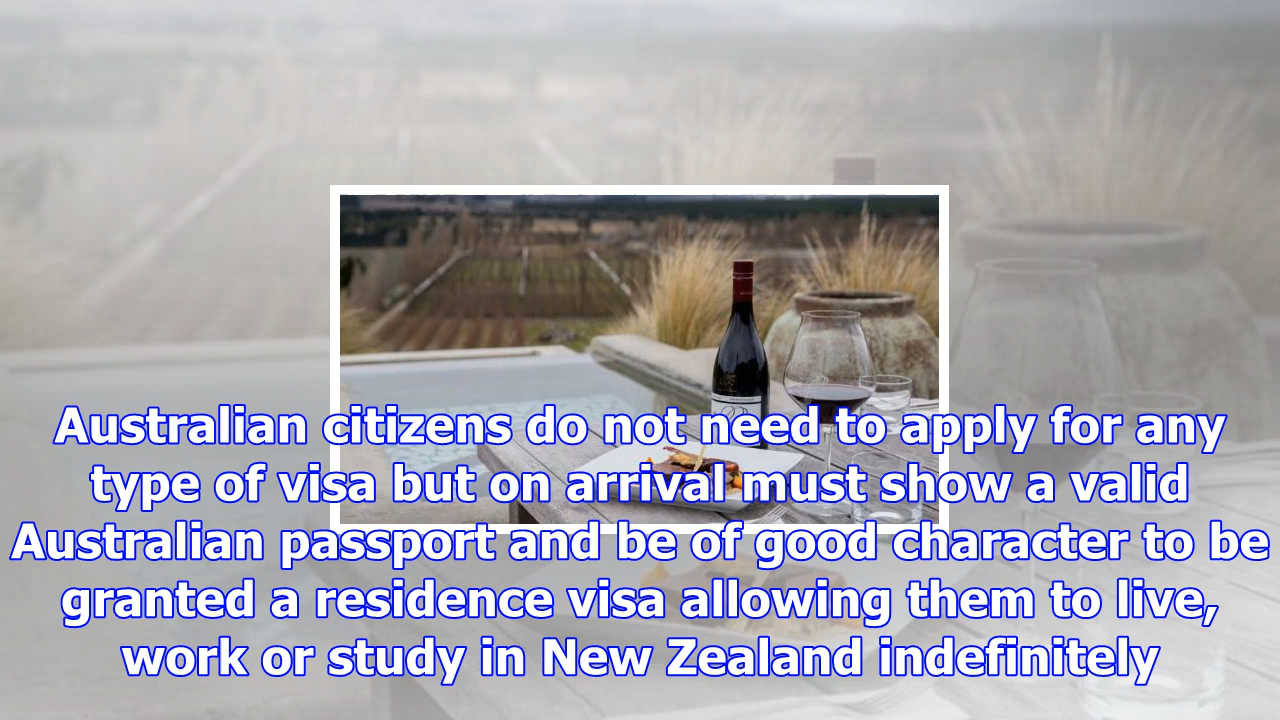 Australian citizens do not need to apply for any
type of visa but on arrival must show a valid
Australian passport and be of good character to be
granted a residence visa allowing them to live,
work or study in New Zealand indefinitely